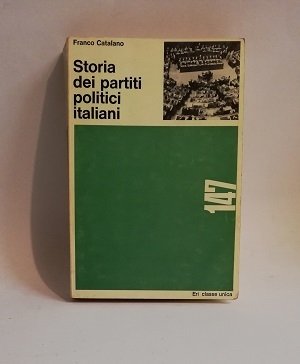 Franco Catalano
Storia
dei partiti
politici
italiani
147
Eri classe unica